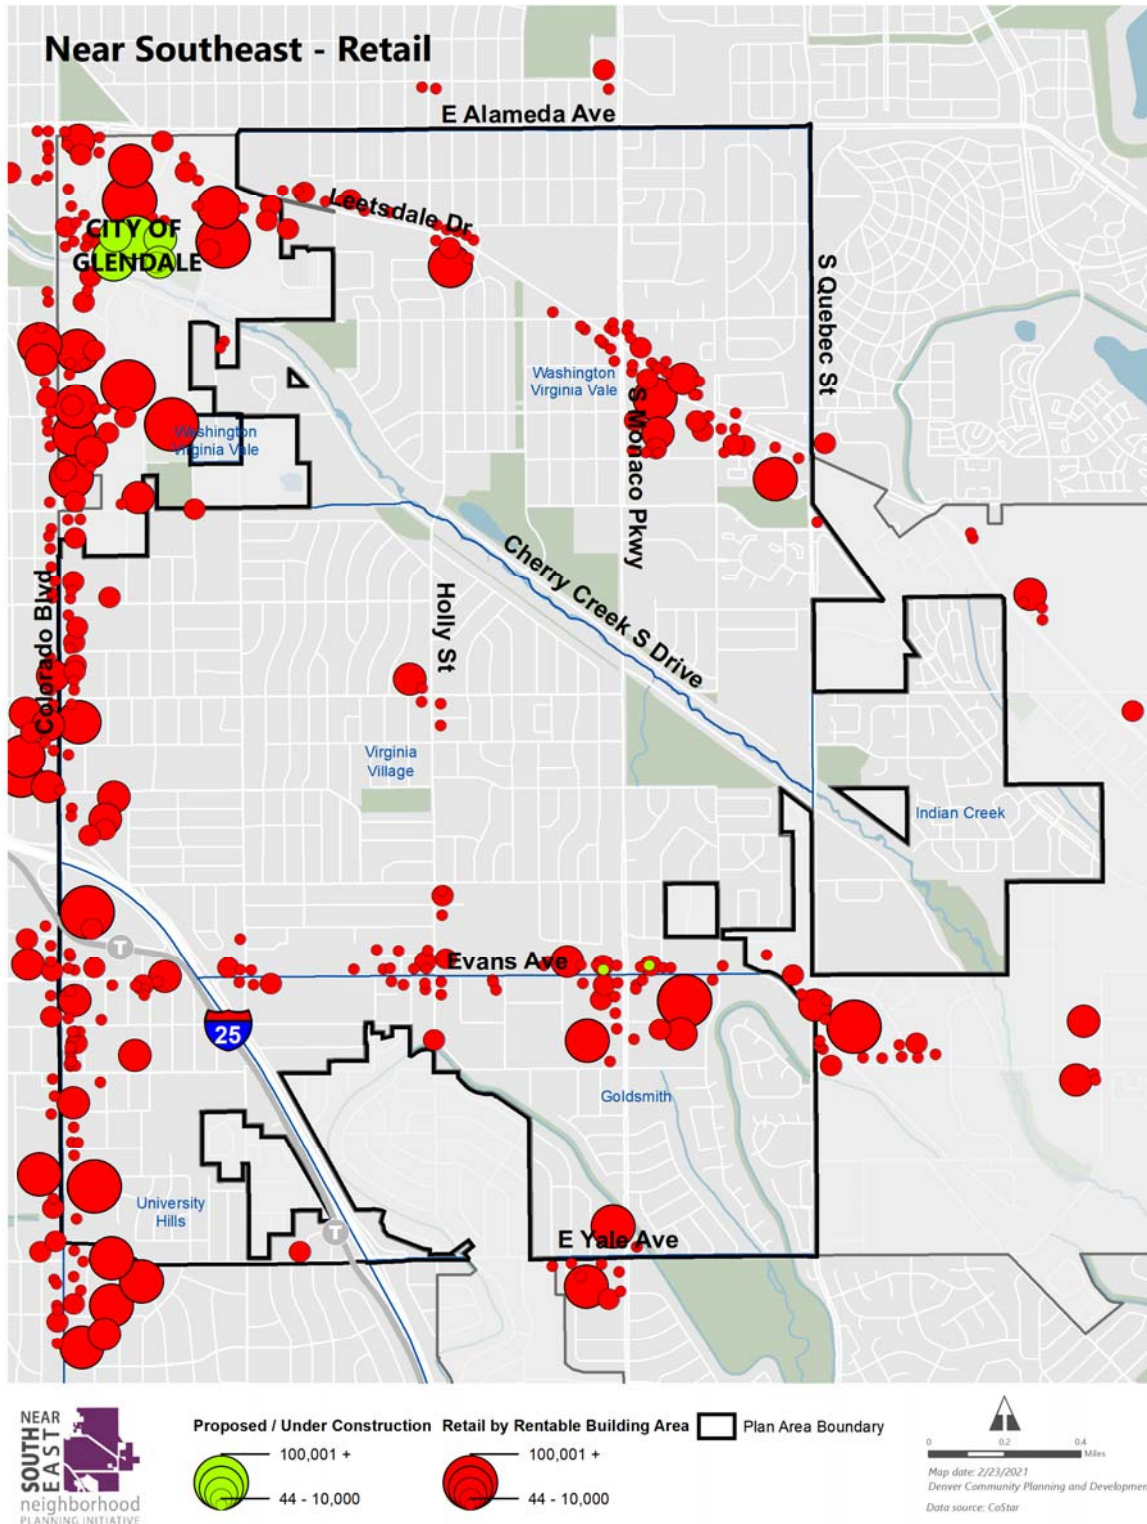 Near Southeast - Retail
E Alameda Ave
Leetsdale Dr
CITY OF
GLENDALE
S Quebec St
Washington
Virginia Vale
S Monaco Pkwy
Washington
Virginia Vale
Cherry Creek S Drive
Colorado Blvd
Holly St
Virginia
Village
Indian Creek
Evans Ave
T
25
Goldsmith
University
Hills
T
E Yale Ave
NEAR
SOUTH
EAST
neighborhood
PLANNING INITIATIVE
Proposed / Under Construction
100,001 +
44 - 10,000
Retail by Rentable Building Area
100,001 +
44 - 10,000
Plan Area Boundary
0 0.2 0.4
Miles
Map date: 2/23/2021
Denver Community Planning and Developmen
Data source: CoStar